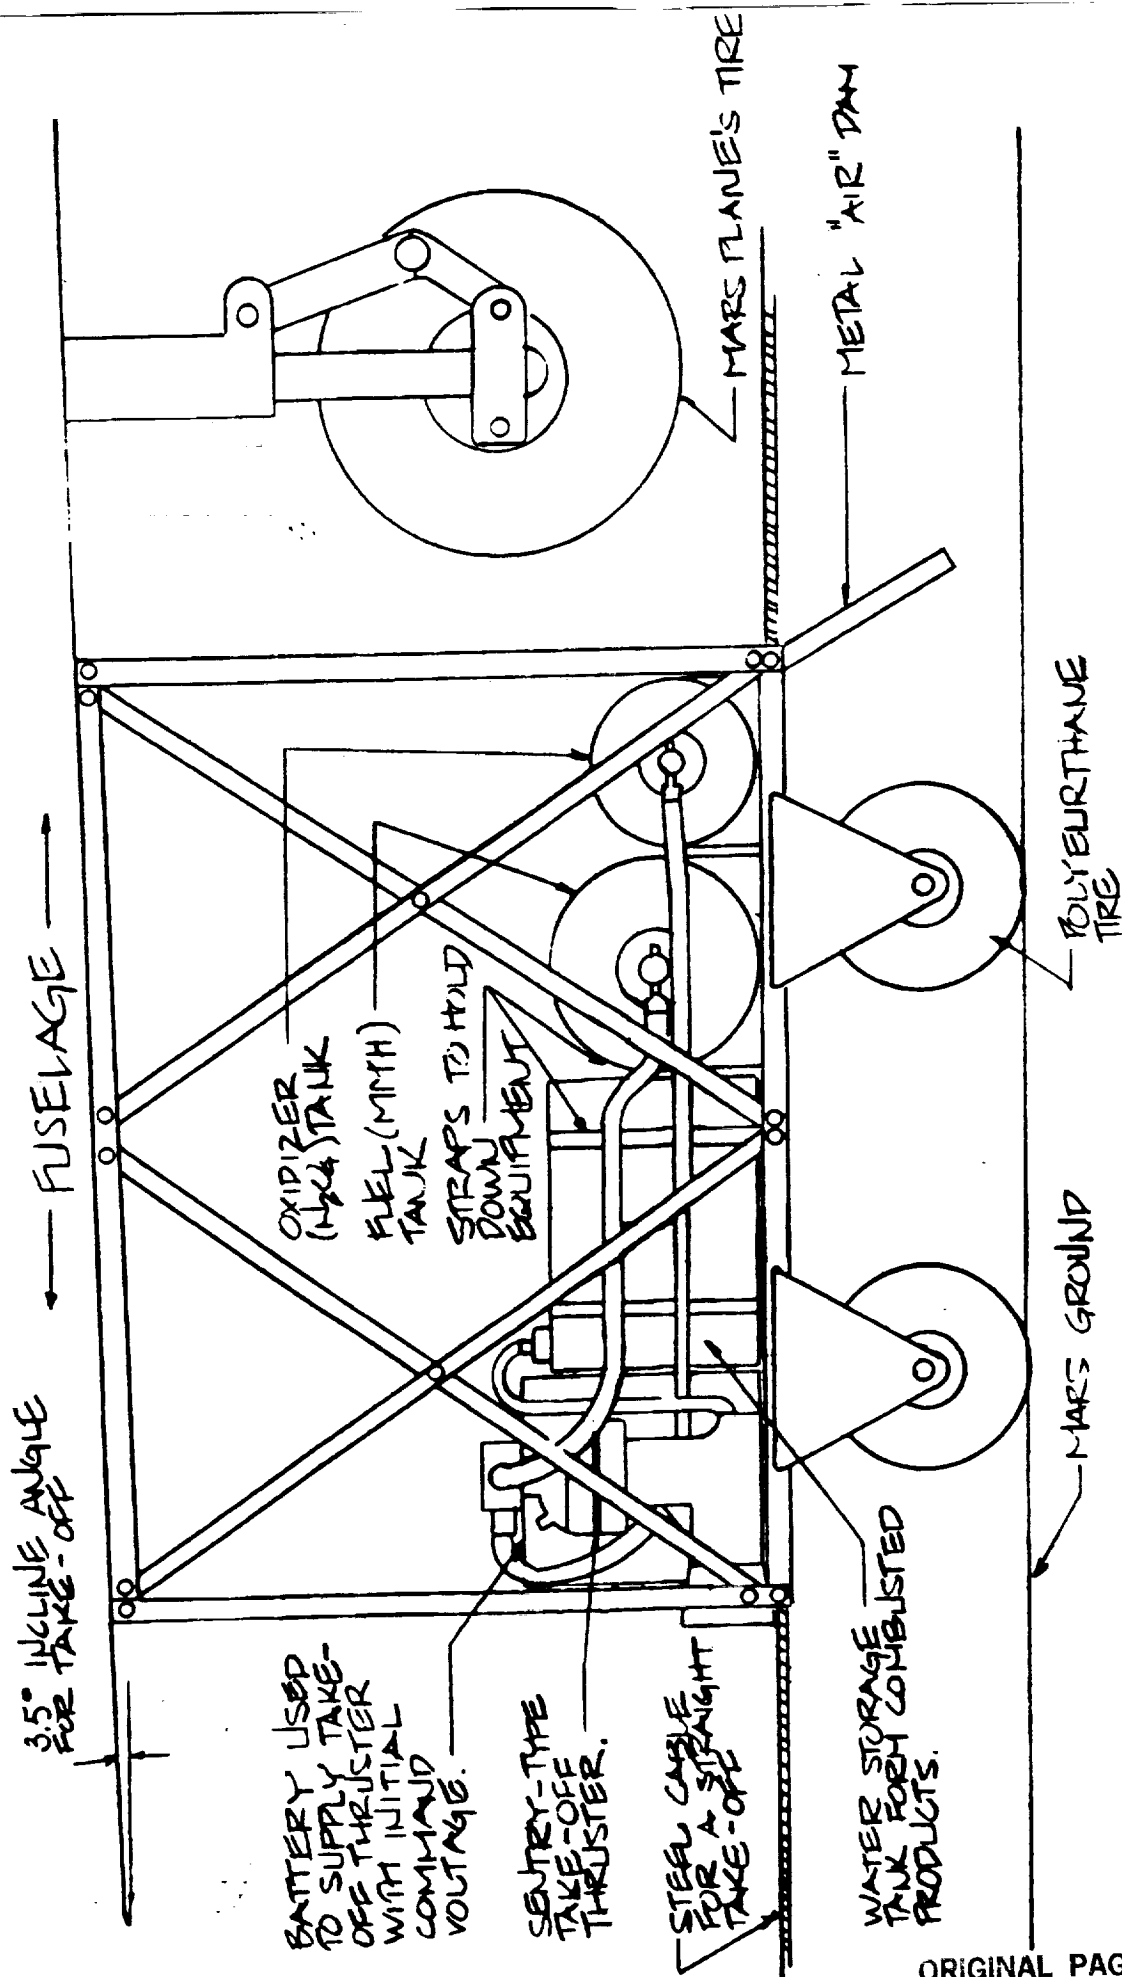 3.5° INCLINE ANGLE
FOR TAKE-OFF
← FUSELAGE →
OXIDIZER
(N2O4) TANK
FUEL (MMH)
TANK
STRAPS TO HOLD
DOWN
EQUIPMENT
BATTERY USED
TO SUPPLY TAKE-
OFF THRUSTER
WITH INITIAL
COMMAND
VOLTAGE.
SENTRY-TYPE
TAKE-OFF
THRUSTER.
STEEL CABLE
FOR A STRAIGHT
TAKE-OFF
WATER STORAGE
TANK FORM COMBUSTED
PRODUCTS.
MARS GROUND
POLYEURTHANE
TIRE
METAL "AIR" DAM
MARS PLANE'S TIRE
ORIGINAL PAG